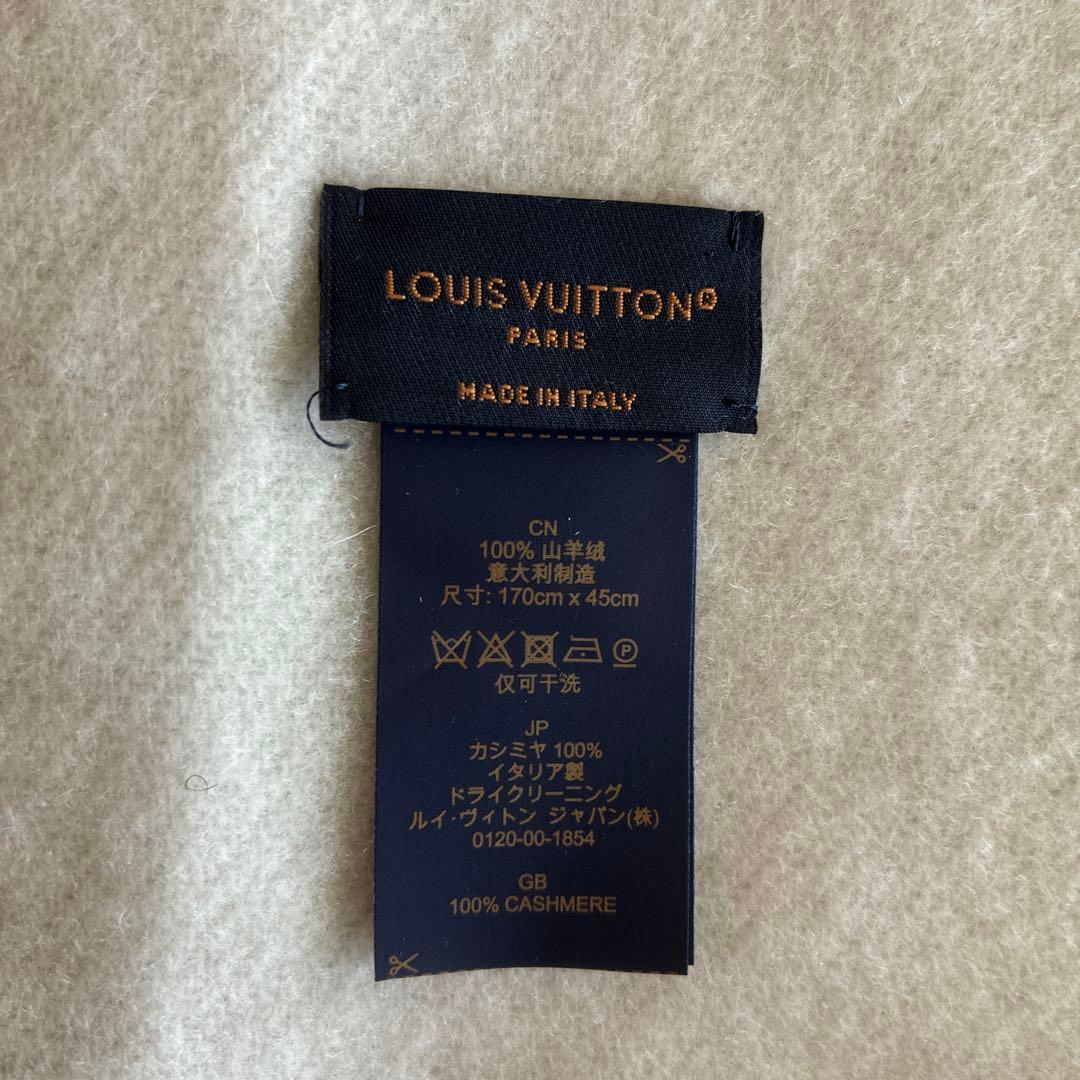 LOUIS VUITTON®
PARIS
MADE IN ITALY
CN
100% 山羊绒
意大利制造
尺寸: 170cm x 45cm
P
仅可干洗
JP
カシミヤ 100%
イタリア製
ドライクリーニング
ルイ·ヴィトン ジャパン(株)
0120-00-1854
GB
100% CASHMERE